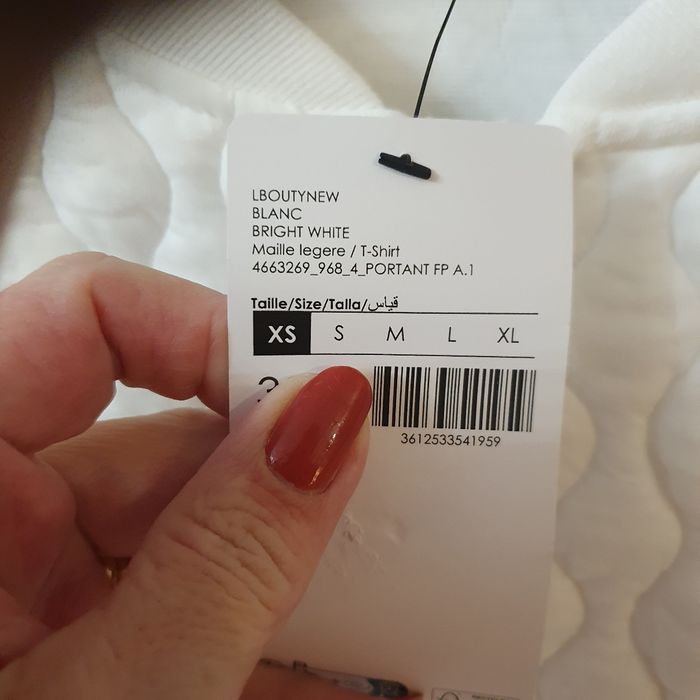 LBOUTYNEW
BLANC
BRIGHT WHITE
Maille legere / T-Shirt
4663269_968_4_PORTANT FP A.1
Taille/Size/Talla/قياس
XS S M L XL
3612533541959